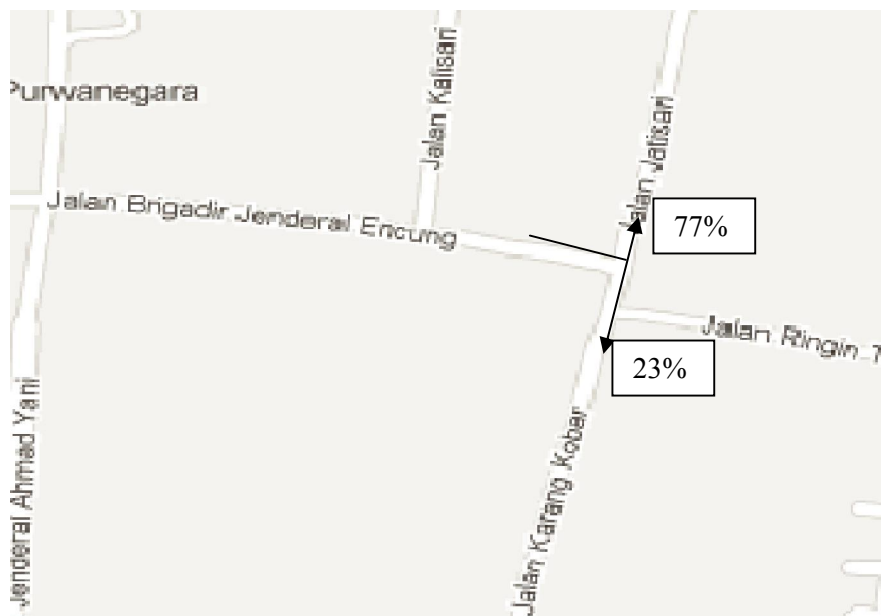 Purwanegara
Jalan Kalisari
Jalan Jatisari
Jalan Brigadir Jenderal Encung
77%
Jalan Ringin T
23%
Jenderal Ahmad Yani
Jalan Karang Kobar